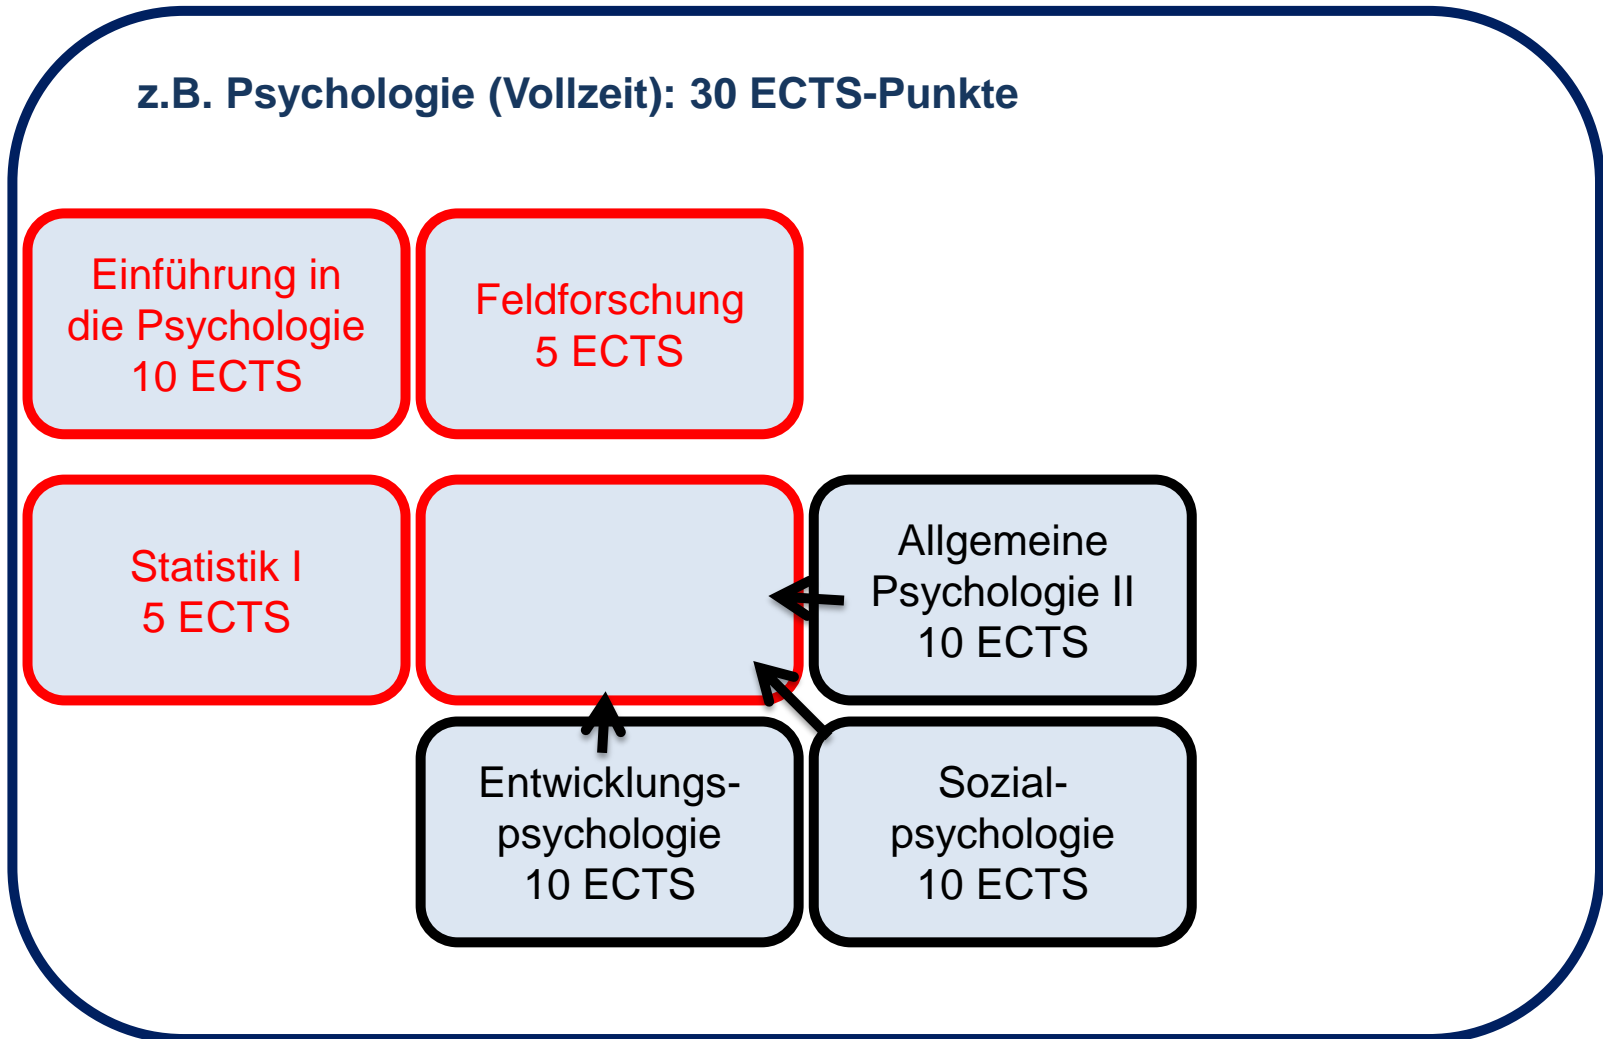 z.B. Psychologie (Vollzeit): 30 ECTS-Punkte
Einführung in
die Psychologie
10 ECTS
Feldforschung
5 ECTS
Statistik I
5 ECTS
Allgemeine
Psychologie II
10 ECTS
Entwicklungs-
psychologie
10 ECTS
Sozial-
psychologie
10 ECTS